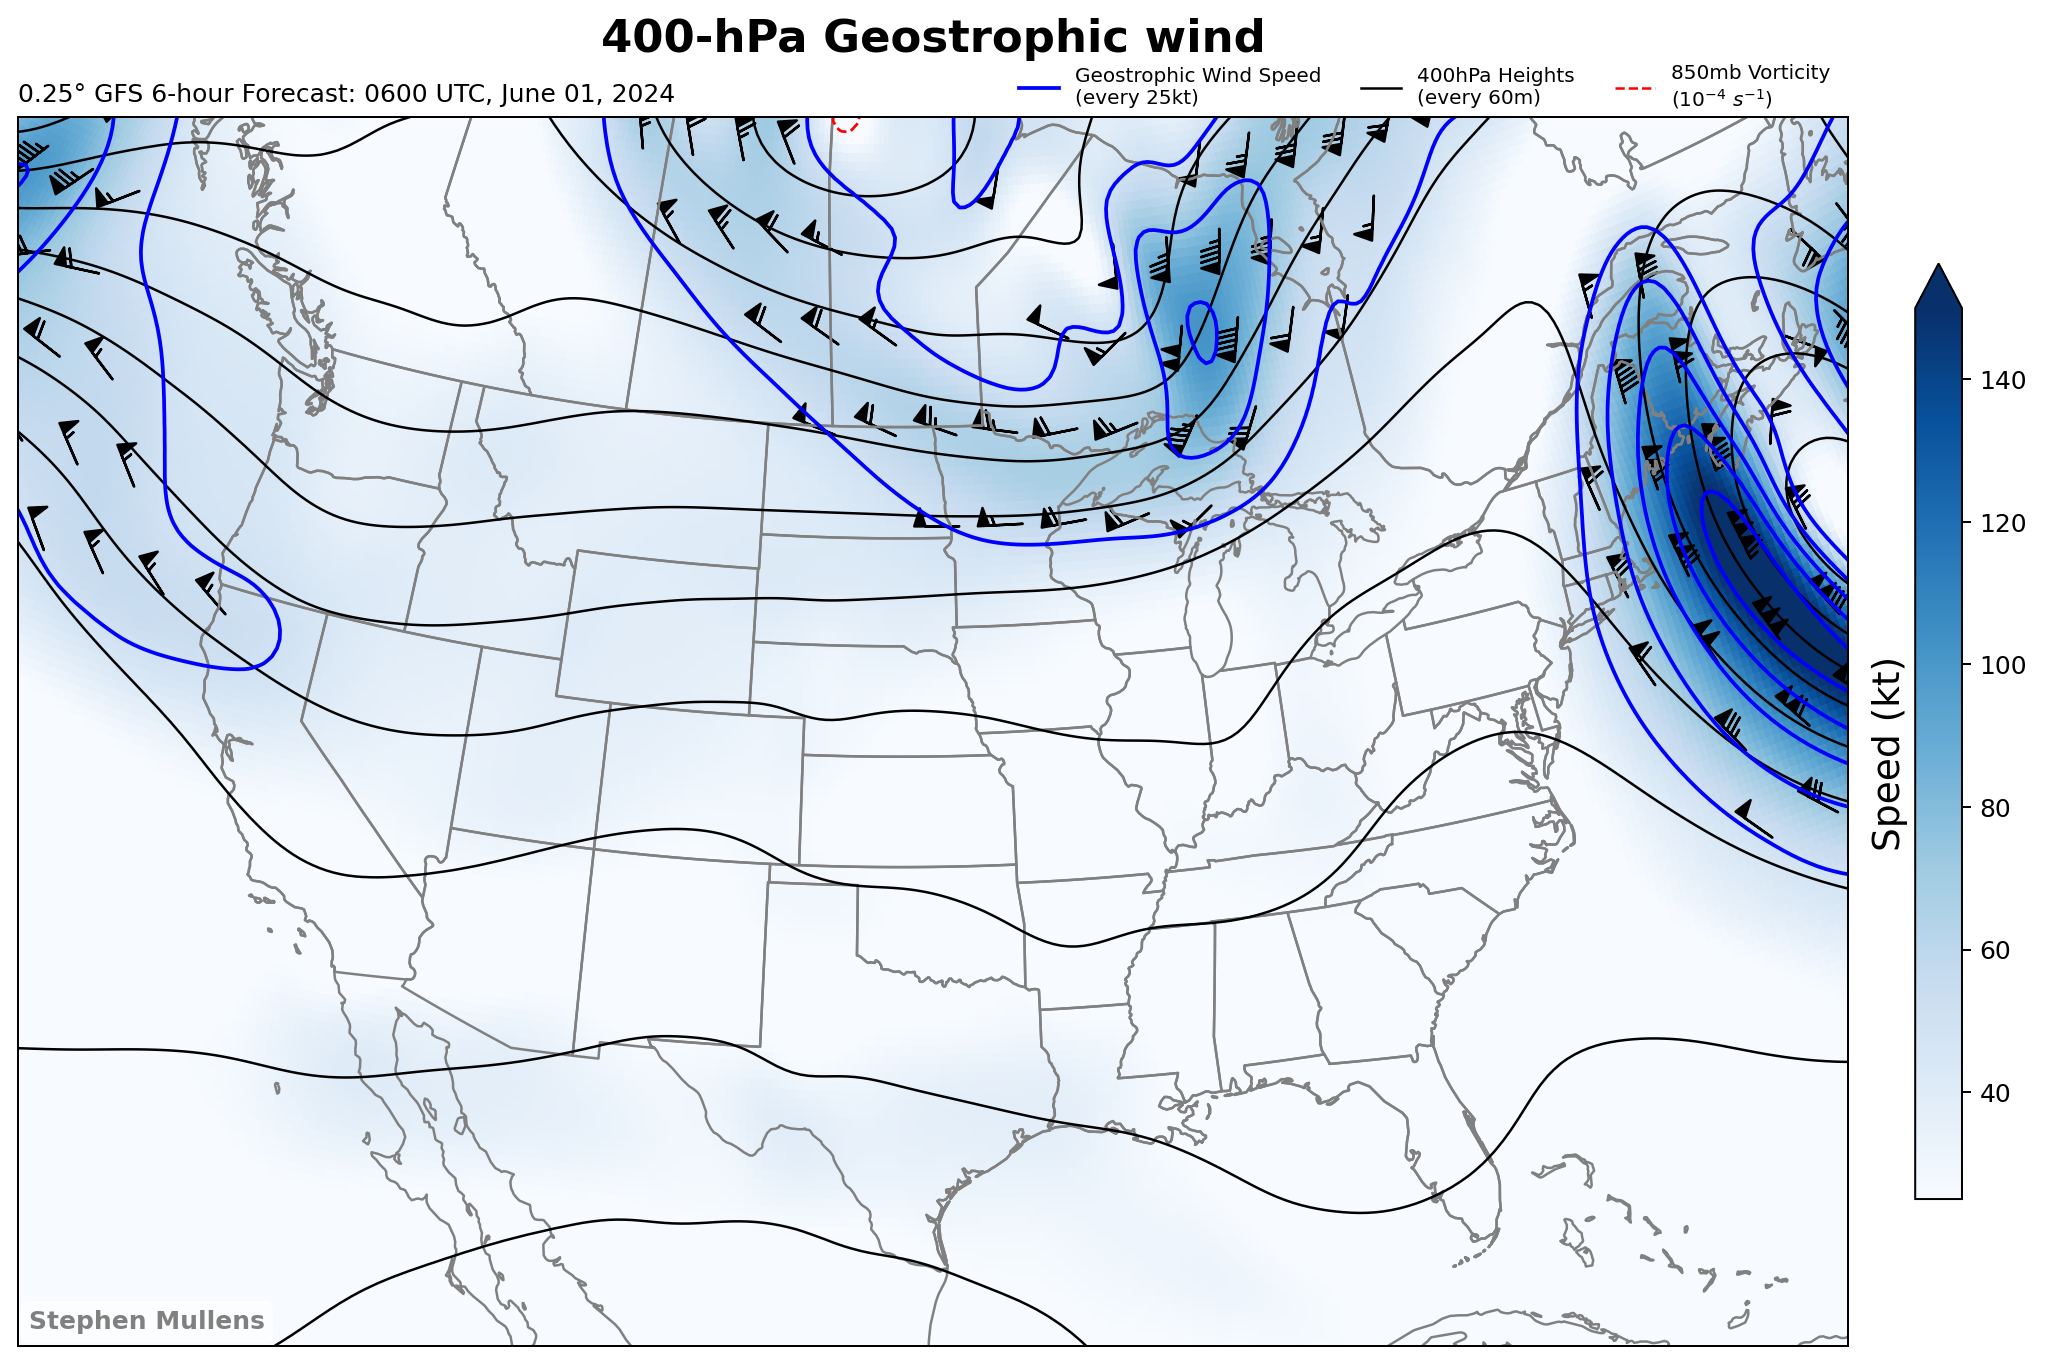 400-hPa Geostrophic wind
0.25° GFS 6-hour Forecast: 0600 UTC, June 01, 2024
Geostrophic Wind Speed
(every 25kt)
400hPa Heights
(every 60m)
850mb Vorticity
(10⁻⁴ s⁻¹)
140
120
100
80
60
40
Speed (kt)
Stephen Mullens